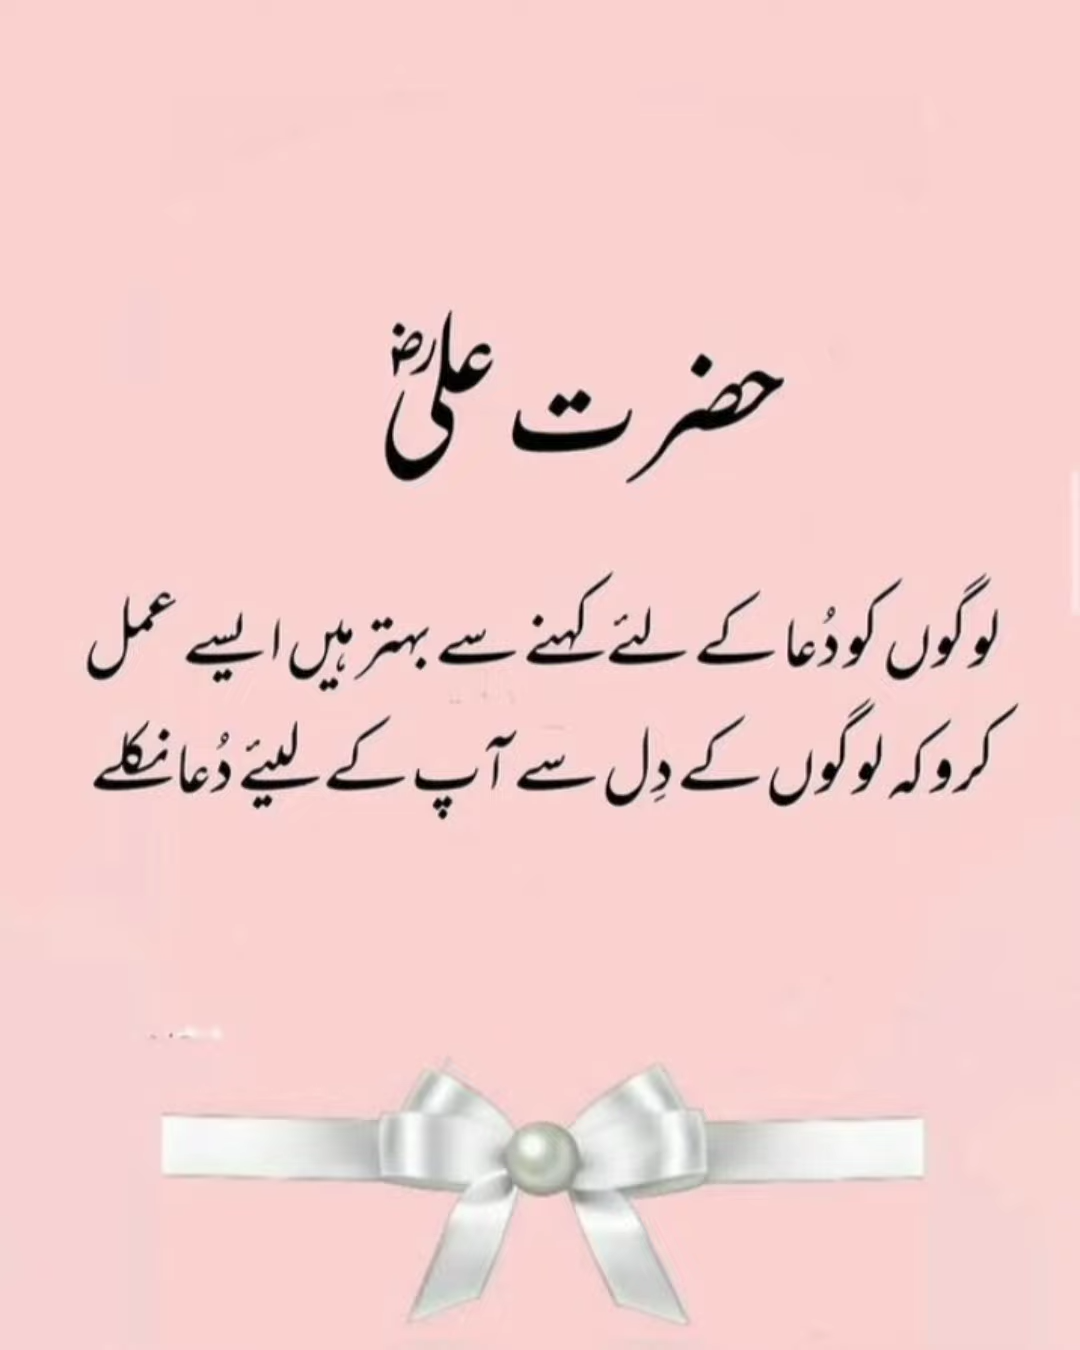 حضرت علیؓ
لوگوں کو دُعا کے لئے کہنے سے بہتر ہیں ایسے عمل
کرو کہ لوگوں کے دِل سے آپ کے لیئے دُعا نکلے